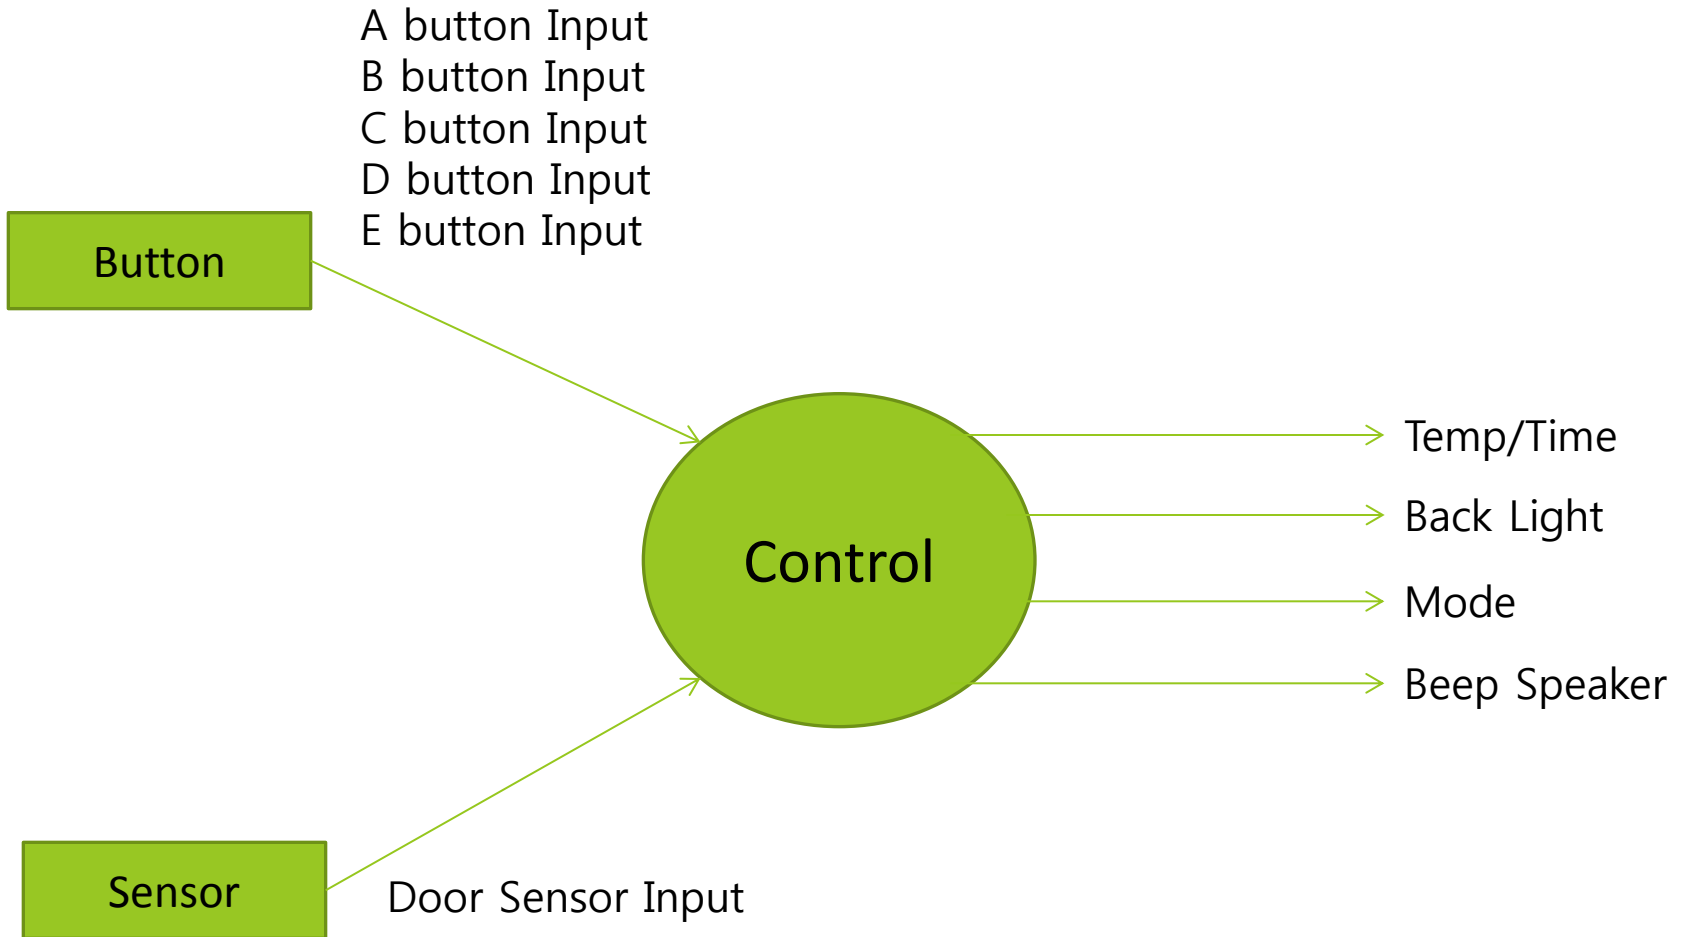 A button Input
B button Input
C button Input
D button Input
E button Input
Button
Control
Temp/Time
Back Light
Mode
Beep Speaker
Sensor
Door Sensor Input